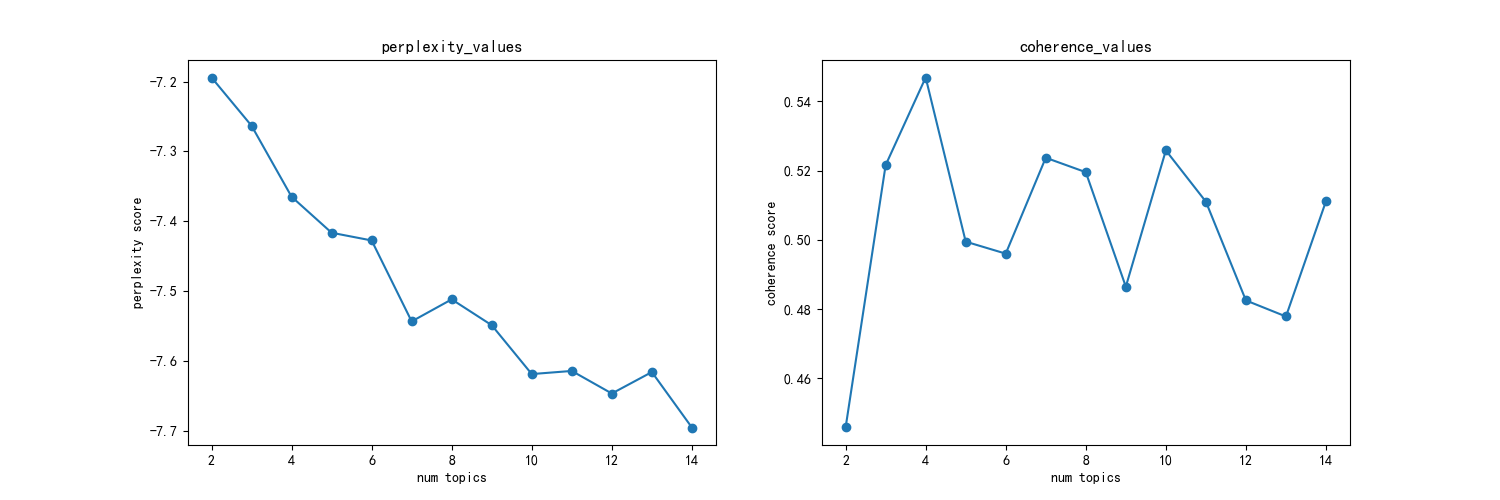 perplexity_values
perplexity score
-7.2
-7.3
-7.4
-7.5
-7.6
-7.7
2 4 6 8 10 12 14
num topics
coherence_values
coherence score
0.54
0.52
0.50
0.48
0.46
2 4 6 8 10 12 14
num topics